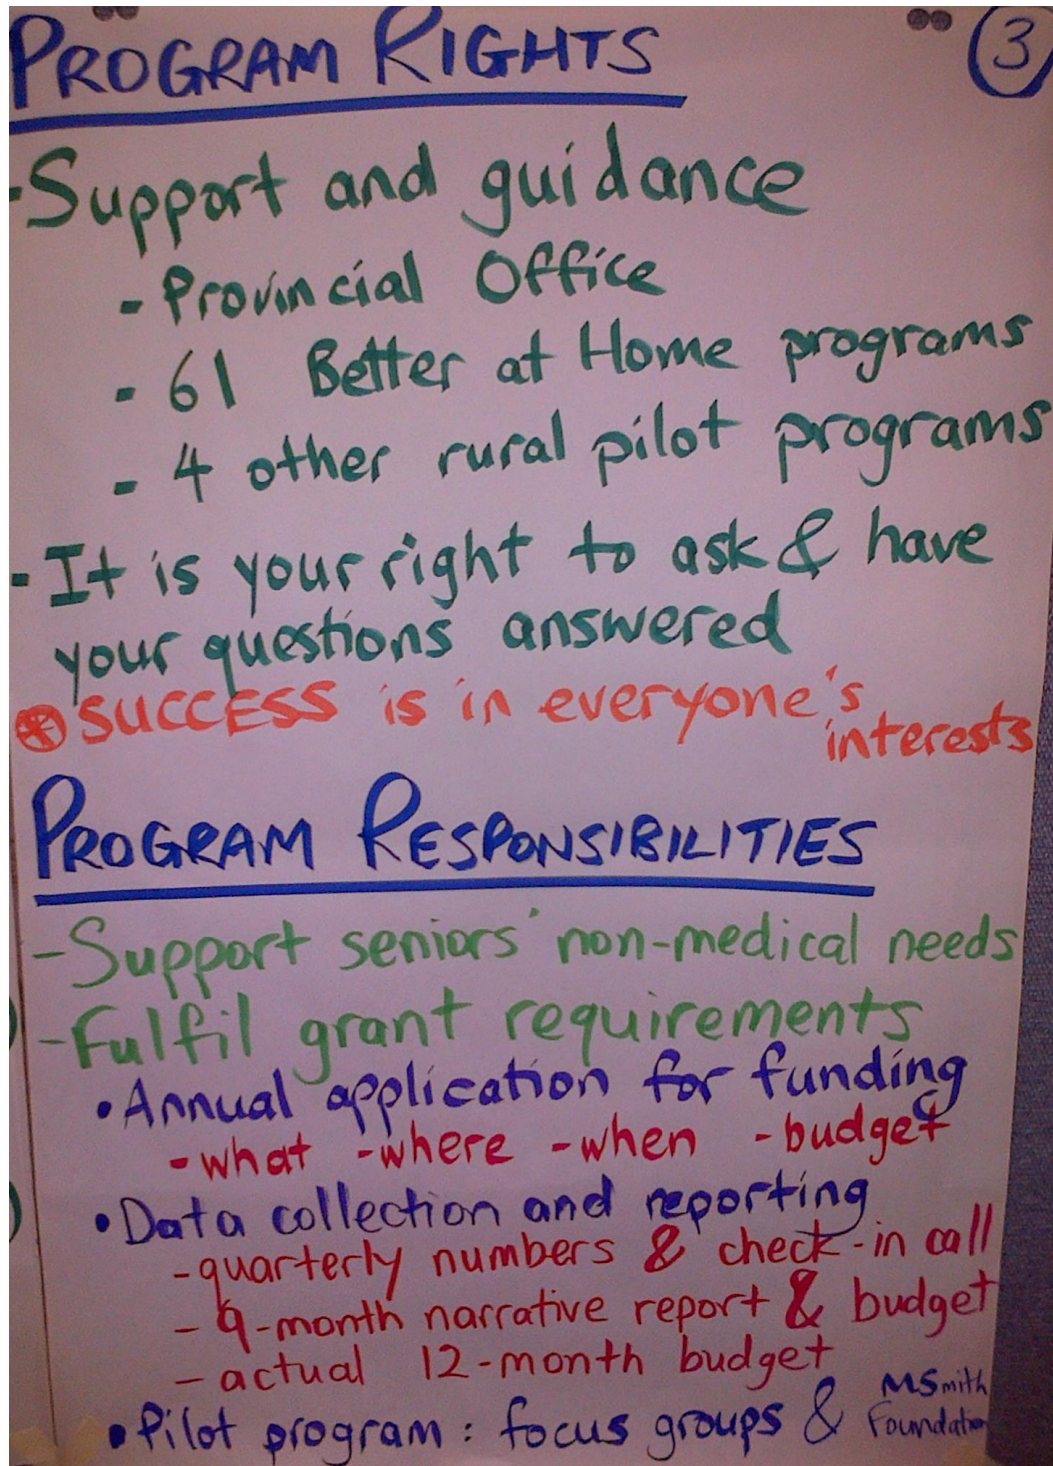 PROGRAM RIGHTS
3
- Support and guidance
- Provincial Office
- 61 Better at Home programs
- 4 other rural pilot programs
- It is your right to ask & have
your questions answered
* SUCCESS is in everyone's
interests
PROGRAM RESPONSIBILITIES
- Support seniors' non-medical needs
- Fulfil grant requirements
• Annual application for funding
- what - where - when - budget
• Data collection and reporting
- quarterly numbers & check-in call
- 9-month narrative report & budget
- actual 12-month budget
• Pilot program: focus groups & MSmith
Foundation